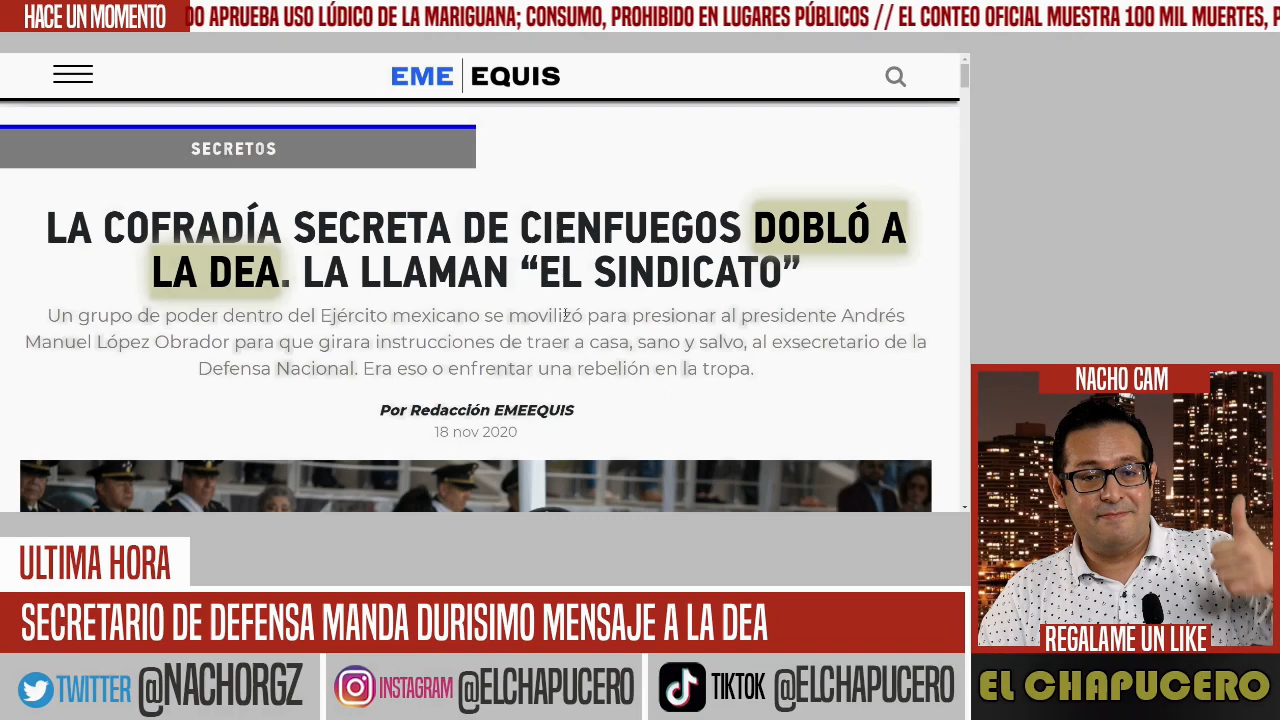 HACE UN MOMENTO
DO APRUEBA USO LÚDICO DE LA MARIGUANA; CONSUMO, PROHIBIDO EN LUGARES PÚBLICOS // EL CONTEO OFICIAL MUESTRA 100 MIL MUERTES, P
EME EQUIS
SECRETOS
LA COFRADÍA SECRETA DE CIENFUEGOS DOBLÓ A
LA DEA. LA LLAMAN “EL SINDICATO”
Un grupo de poder dentro del Ejército mexicano se movilizó para presionar al presidente Andrés
Manuel López Obrador para que girara instrucciones de traer a casa, sano y salvo, al exsecretario de la
Defensa Nacional. Era eso o enfrentar una rebelión en la tropa.
Por Redacción EMEEQUIS
18 nov 2020
NACHO CAM
REGALAME UN LIKE
ULTIMA HORA
SECRETARIO DE DEFENSA MANDA DURISIMO MENSAJE A LA DEA
TWITTER @NACHORGZ
INSTAGRAM @ELCHAPUCERO
TIKTOK @ELCHAPUCERO
EL CHAPUCERO